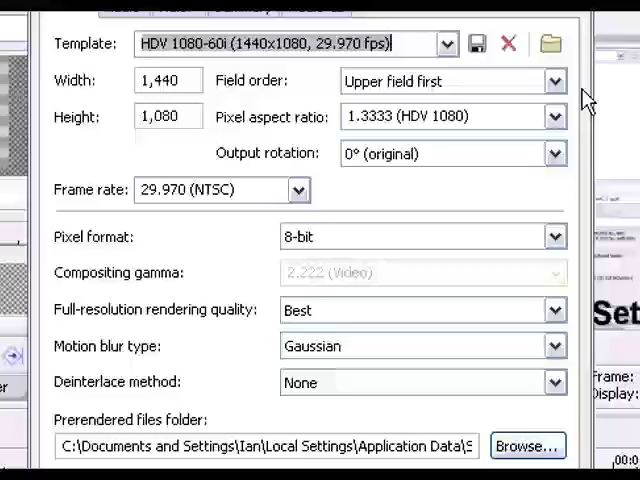 Template: HDV 1080-60i (1440x1080, 29.970 fps)
Width: 1,440 Field order: Upper field first
Height: 1,080 Pixel aspect ratio: 1.3333 (HDV 1080)
Output rotation: 0° (original)
Frame rate: 29.970 (NTSC)
Pixel format: 8-bit
Compositing gamma: 2.222 (Video)
Full-resolution rendering quality: Best
Set
Motion blur type: Gaussian
Frame:
Deinterlace method: None
er
Display:
Prerendered files folder:
C:\Documents and Settings\Ian\Local Settings\Application Data\S Browse...
00:0